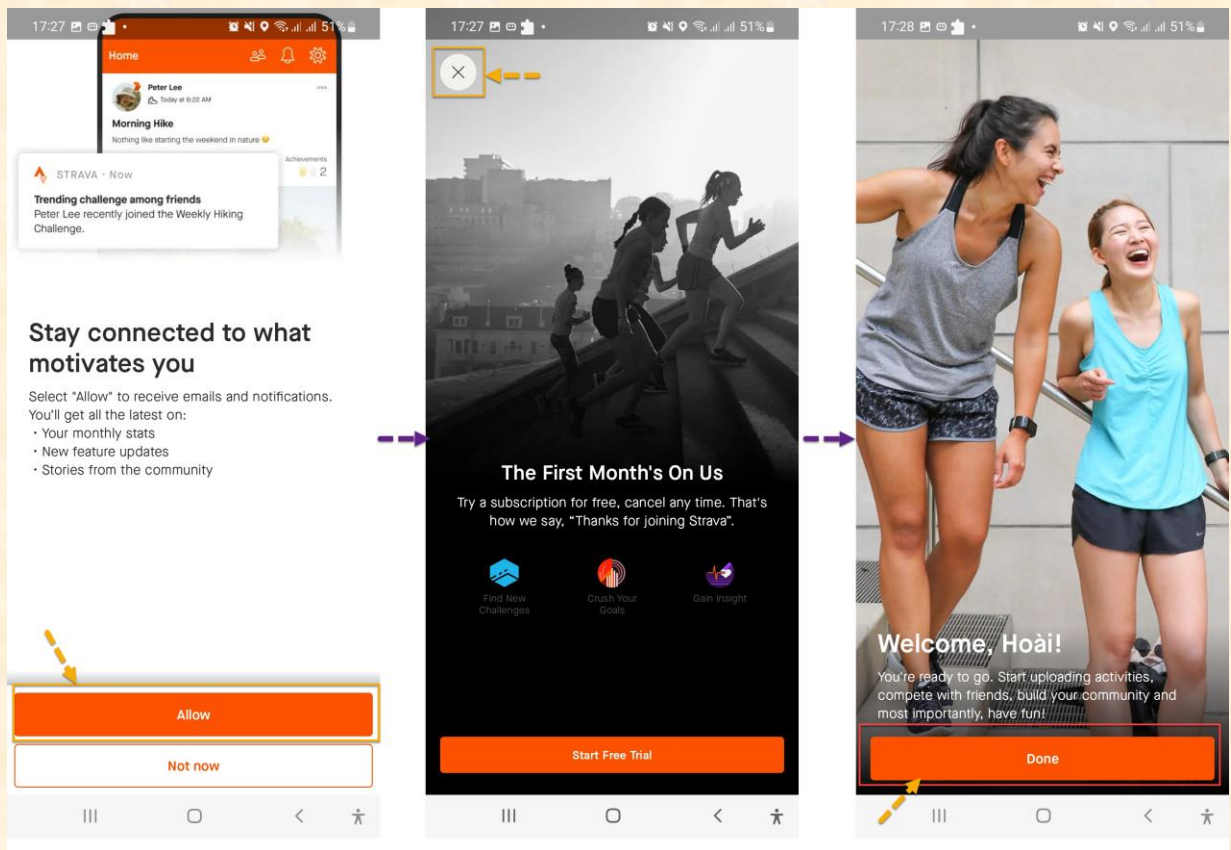 17:27
51%
Home
Peter Lee
Today at 8:22 AM
Morning Hike
Nothing like starting the weekend in nature
Achievements
2
STRAVA · Now
Trending challenge among friends
Peter Lee recently joined the Weekly Hiking
Challenge.
Stay connected to what
motivates you
Select "Allow" to receive emails and notifications.
You'll get all the latest on:
· Your monthly stats
· New feature updates
· Stories from the community
Allow
Not now
17:27
51%
The First Month's On Us
Try a subscription for free, cancel any time. That's
how we say, “Thanks for joining Strava”.
Find New
Challenges
Crush Your
Goals
Gain Insight
Start Free Trial
17:28
51%
Welcome, Hoài!
You're ready to go. Start uploading activities,
compete with friends, build your community and
most importantly, have fun!
Done